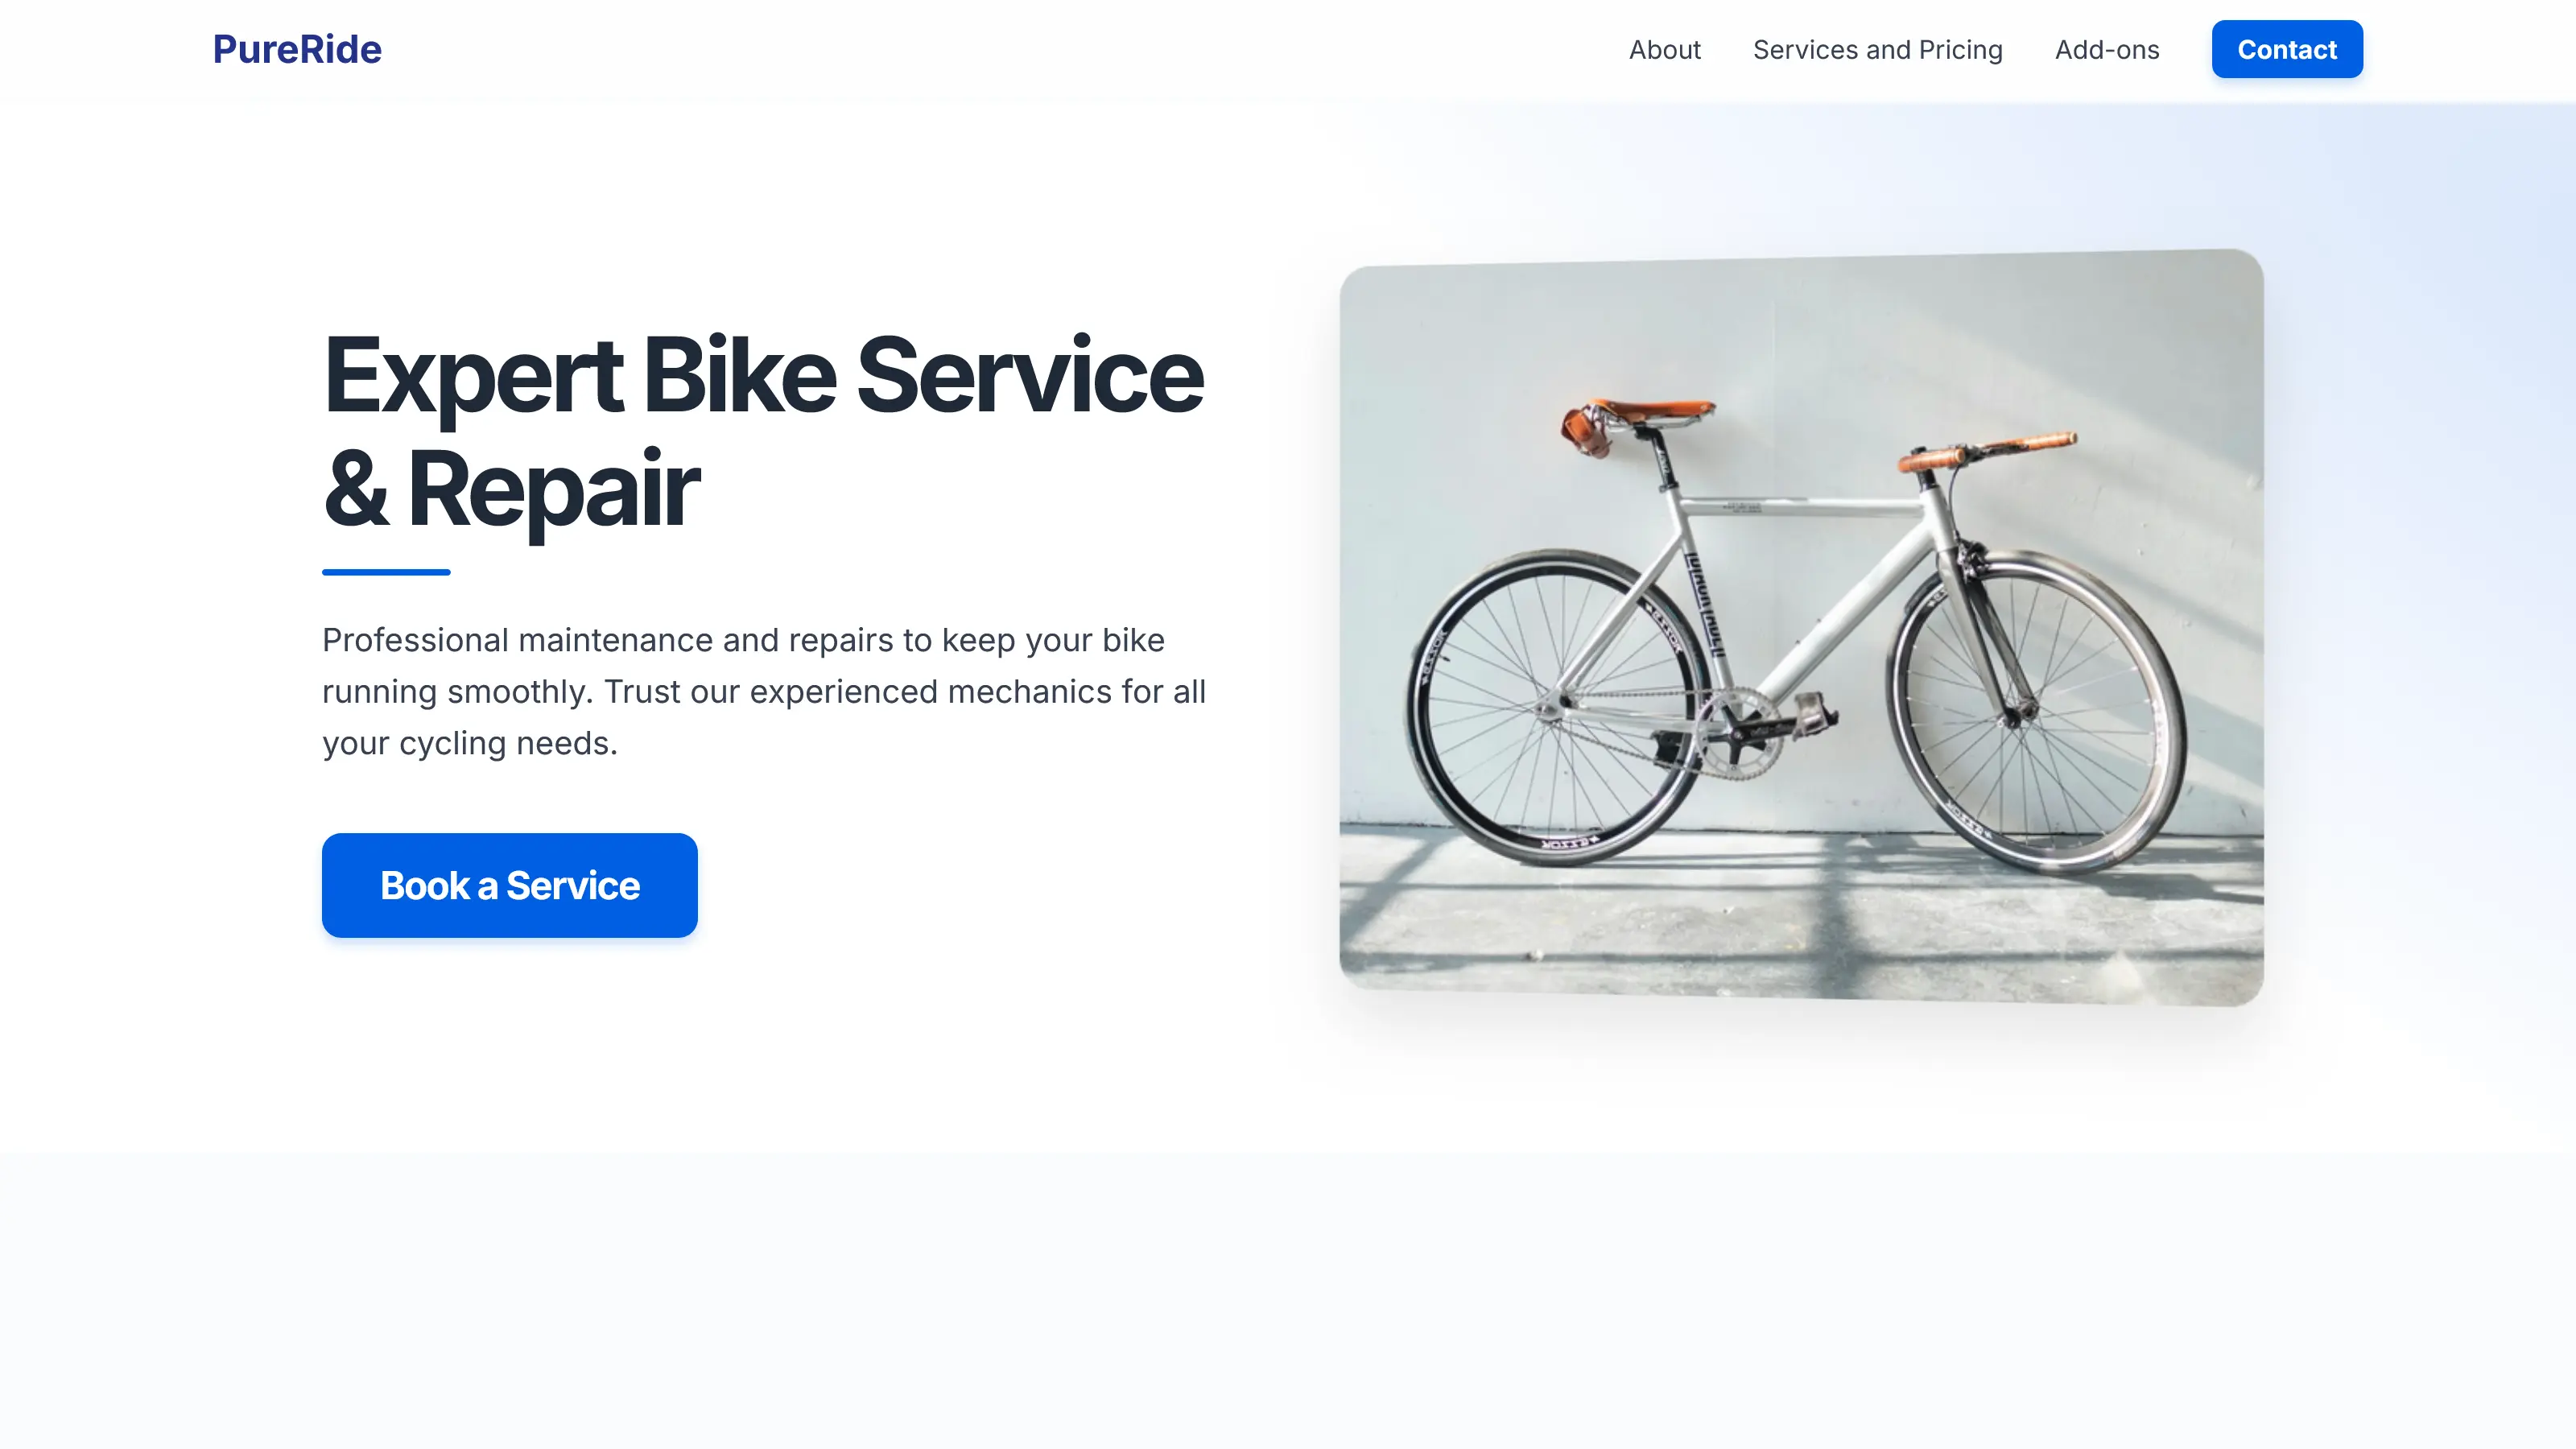 PureRide
About
Services and Pricing
Add-ons
Contact
Expert Bike Service
& Repair
Professional maintenance and repairs to keep your bike
running smoothly. Trust our experienced mechanics for all
your cycling needs.
Book a Service